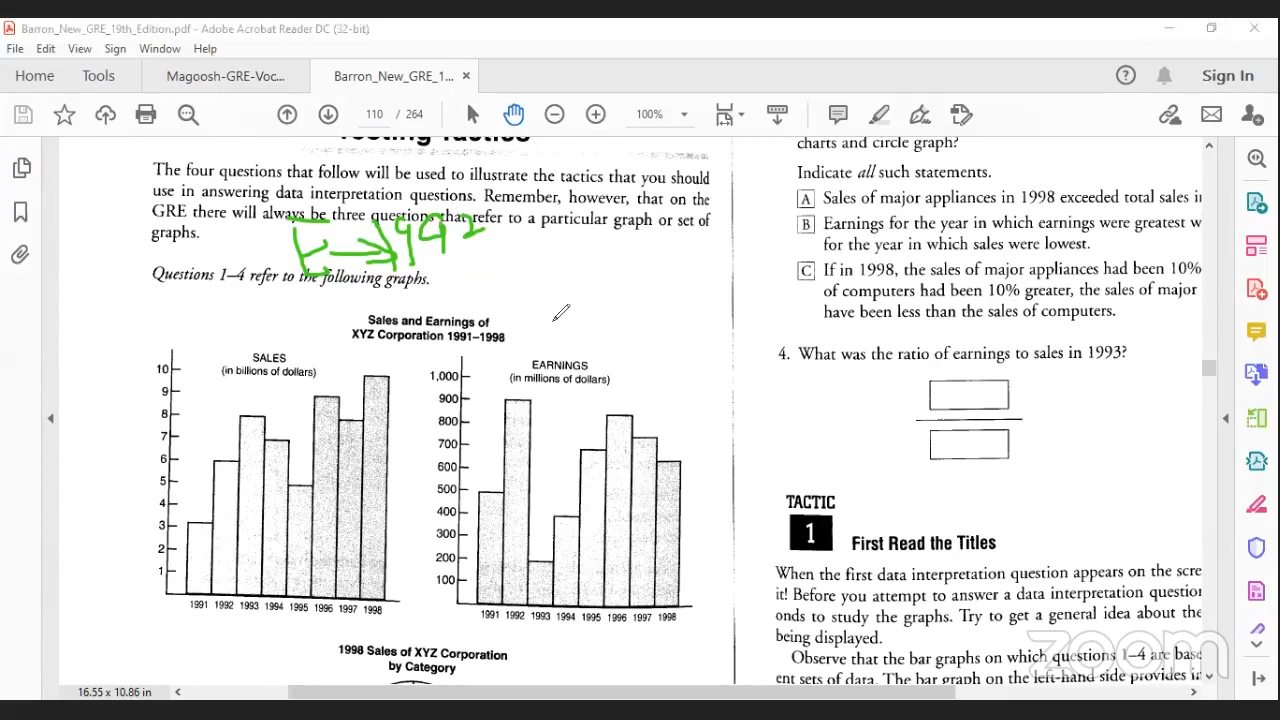 Barron_New_GRE_19th_Edition.pdf - Adobe Acrobat Reader DC (32-bit)
File Edit View Sign Window Help
Home Tools Magoosh-GRE-Voc... Barron_New_GRE_1... × Sign In
110 / 264 100%
Testing Tactics
The four questions that follow will be used to illustrate the tactics that you should
use in answering data interpretation questions. Remember, however, that on the
GRE there will always be three questions that refer to a particular graph or set of
graphs.
E → 1992
Questions 1–4 refer to the following graphs.
Sales and Earnings of
XYZ Corporation 1991–1998
SALES
(in billions of dollars)
10
9
8
7
6
5
4
3
2
1
1991 1992 1993 1994 1995 1996 1997 1998
EARNINGS
(in millions of dollars)
1,000
900
800
700
600
500
400
300
200
100
1991 1992 1993 1994 1995 1996 1997 1998
1998 Sales of XYZ Corporation
by Category
charts and circle graph?
Indicate all such statements.
A Sales of major appliances in 1998 exceeded total sales in
B Earnings for the year in which earnings were greatest w
for the year in which sales were lowest.
C If in 1998, the sales of major appliances had been 10%
of computers had been 10% greater, the sales of major
have been less than the sales of computers.
4. What was the ratio of earnings to sales in 1993?
TACTIC
1 First Read the Titles
When the first data interpretation question appears on the scre
it! Before you attempt to answer a data interpretation question
onds to study the graphs. Try to get a general idea about the
being displayed.
Observe that the bar graphs on which questions 1–4 are base
ent sets of data. The bar graph on the left-hand side provides in
zoom
16.55 x 10.86 in